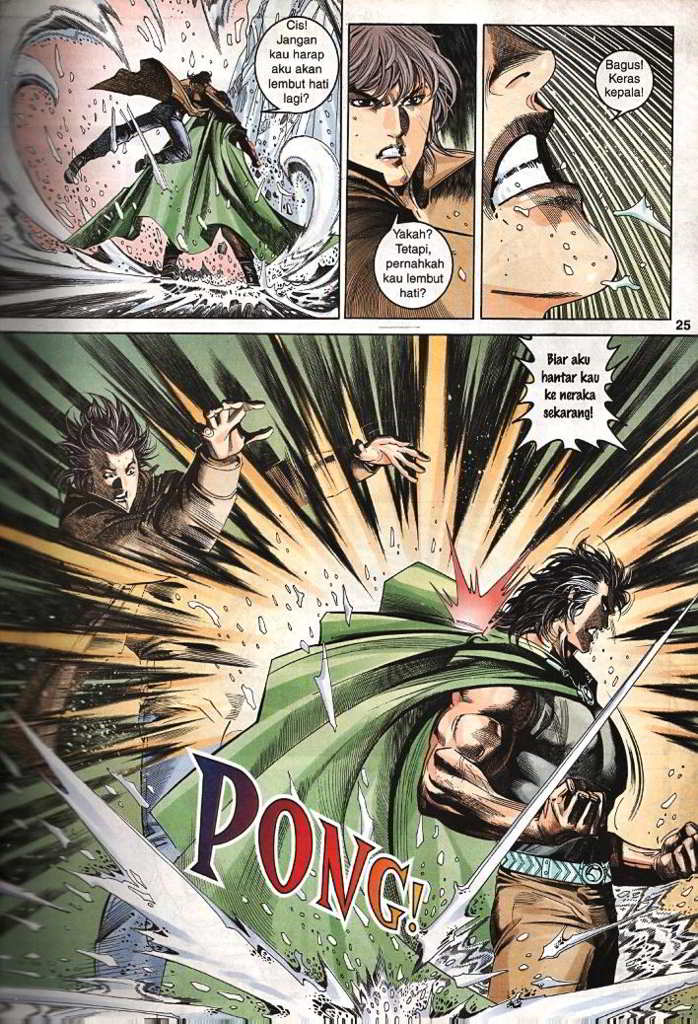 Cis!
Jangan
kau harap
aku akan
lembut hati
lagi?
Yakah?
Tetapi,
pernahkah
kau lembut
hati?
Bagus!
Keras
kepala!
25
Biar aku
hantar kau
ke neraka
sekarang!
PONG!